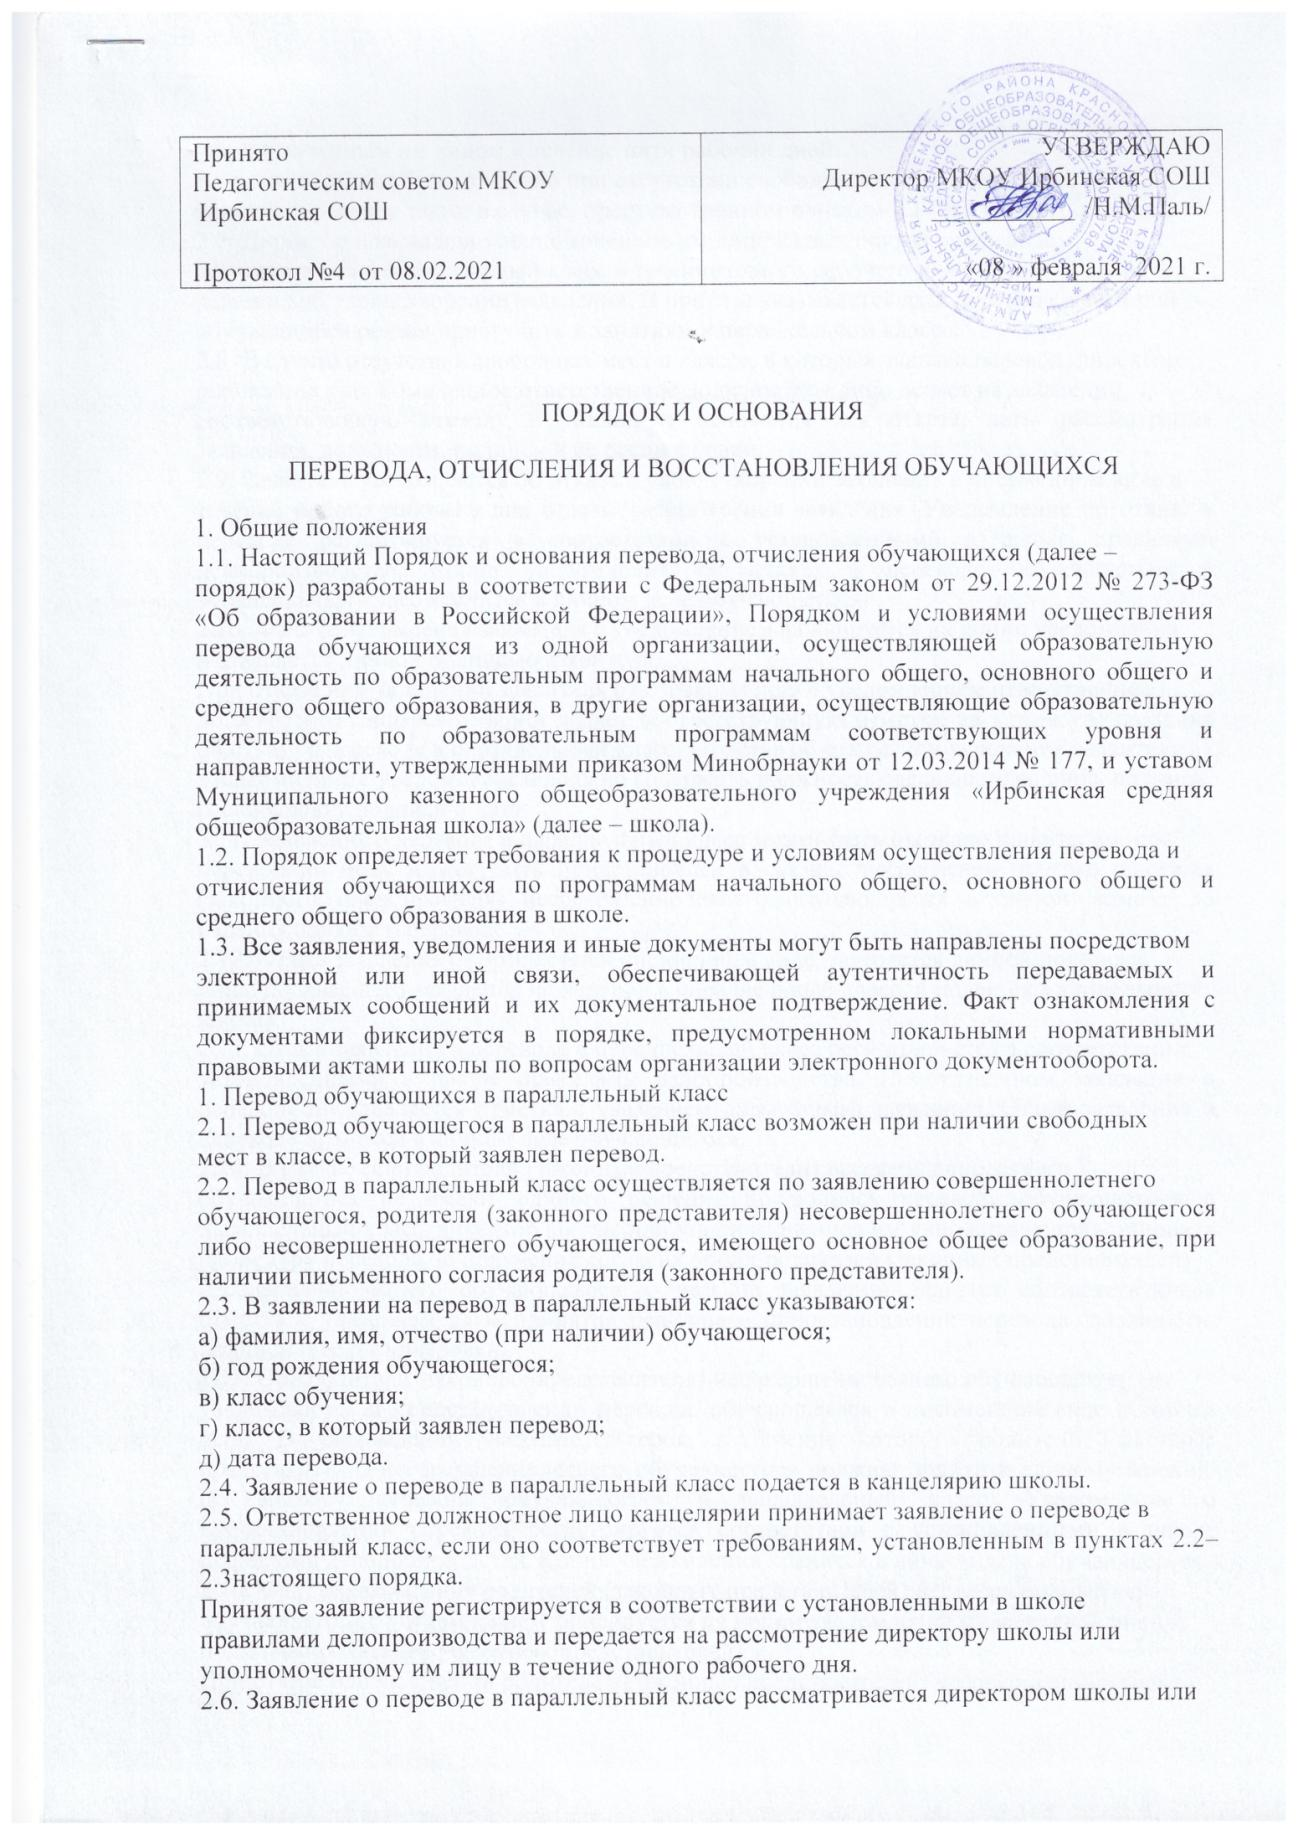 Принято
Педагогическим советом МКОУ
Ирбинская СОШ
Протокол №4 от 08.02.2021
УТВЕРЖДАЮ
Директор МКОУ Ирбинская СОШ
/Н.М.Паль/
«08 » февраля 2021 г.
ПОРЯДОК И ОСНОВАНИЯ
ПЕРЕВОДА, ОТЧИСЛЕНИЯ И ВОССТАНОВЛЕНИЯ ОБУЧАЮЩИХСЯ
1. Общие положения
1.1. Настоящий Порядок и основания перевода, отчисления обучающихся (далее –
порядок) разработаны в соответствии с Федеральным законом от 29.12.2012 № 273-ФЗ
«Об образовании в Российской Федерации», Порядком и условиями осуществления
перевода обучающихся из одной организации, осуществляющей образовательную
деятельность по образовательным программам начального общего, основного общего и
среднего общего образования, в другие организации, осуществляющие образовательную
деятельность по образовательным программам соответствующих уровня и
направленности, утвержденными приказом Минобрнауки от 12.03.2014 № 177, и уставом
Муниципального казенного общеобразовательного учреждения «Ирбинская средняя
общеобразовательная школа» (далее – школа).
1.2. Порядок определяет требования к процедуре и условиям осуществления перевода и
отчисления обучающихся по программам начального общего, основного общего и
среднего общего образования в школе.
1.3. Все заявления, уведомления и иные документы могут быть направлены посредством
электронной или иной связи, обеспечивающей аутентичность передаваемых и
принимаемых сообщений и их документальное подтверждение. Факт ознакомления с
документами фиксируется в порядке, предусмотренном локальными нормативными
правовыми актами школы по вопросам организации электронного документооборота.
1. Перевод обучающихся в параллельный класс
2.1. Перевод обучающегося в параллельный класс возможен при наличии свободных
мест в классе, в который заявлен перевод.
2.2. Перевод в параллельный класс осуществляется по заявлению совершеннолетнего
обучающегося, родителя (законного представителя) несовершеннолетнего обучающегося
либо несовершеннолетнего обучающегося, имеющего основное общее образование, при
наличии письменного согласия родителя (законного представителя).
2.3. В заявлении на перевод в параллельный класс указываются:
а) фамилия, имя, отчество (при наличии) обучающегося;
б) год рождения обучающегося;
в) класс обучения;
г) класс, в который заявлен перевод;
д) дата перевода.
2.4. Заявление о переводе в параллельный класс подается в канцелярию школы.
2.5. Ответственное должностное лицо канцелярии принимает заявление о переводе в
параллельный класс, если оно соответствует требованиям, установленным в пунктах 2.2–
2.3настоящего порядка.
Принятое заявление регистрируется в соответствии с установленными в школе
правилами делопроизводства и передается на рассмотрение директору школы или
уполномоченному им лицу в течение одного рабочего дня.
2.6. Заявление о переводе в параллельный класс рассматривается директором школы или